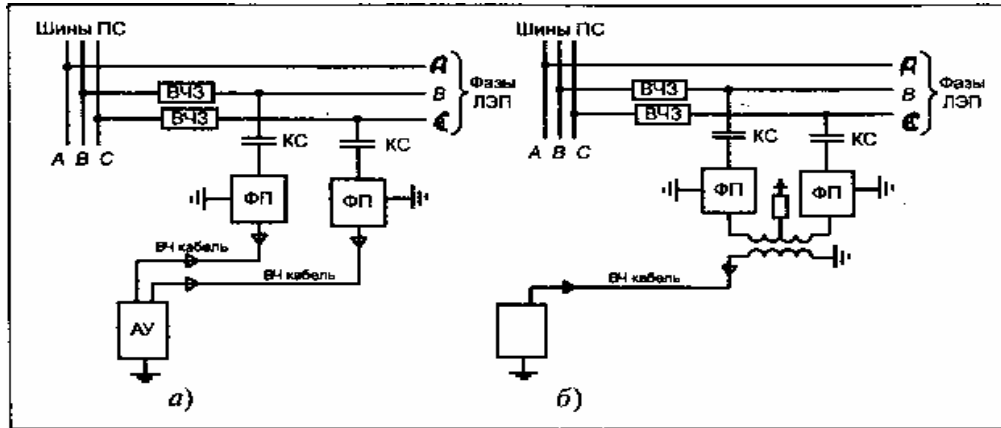 Шины ПС
А
ВЧЗ
В
Фазы
ЛЭП
ВЧЗ
С
А В С
КС
КС
ФП
ФП
ВЧ кабель
ВЧ кабель
АУ
а)
Шины ПС
А
ВЧЗ
В
Фазы
ЛЭП
ВЧЗ
С
А В С
КС
КС
ФП
ФП
ВЧ кабель
б)